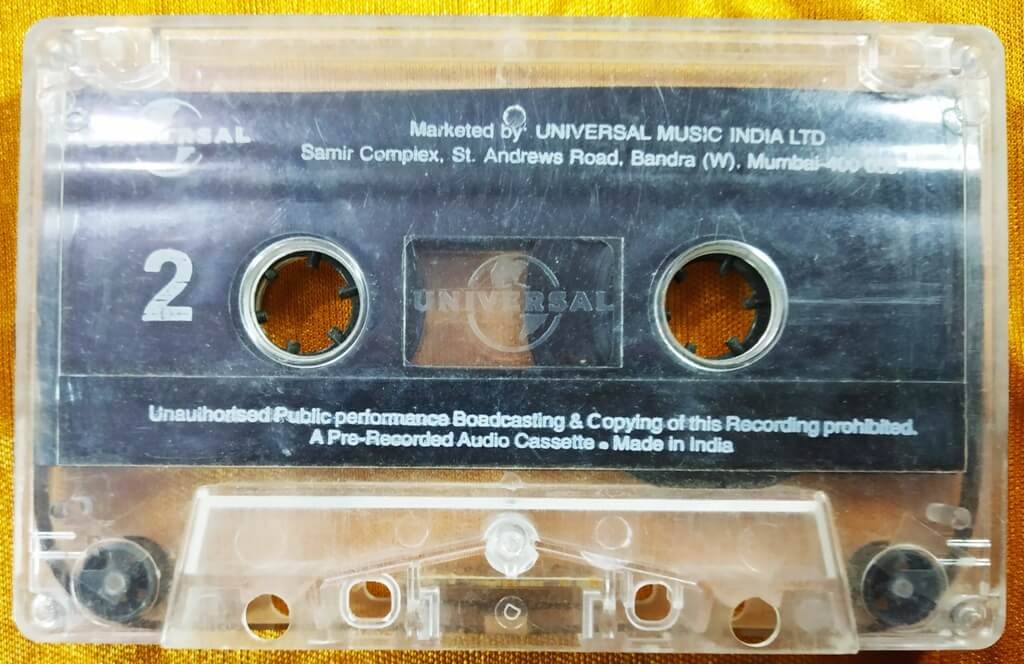 UNIVERSAL
Marketed by UNIVERSAL MUSIC INDIA LTD
Samir Complex, St. Andrews Road, Bandra (W), Mumbai-400
2
UNIVERSAL
Unauthorised Public performance Boadcasting & Copying of this Recording prohibited.
A Pre-Recorded Audio Cassette • Made in India